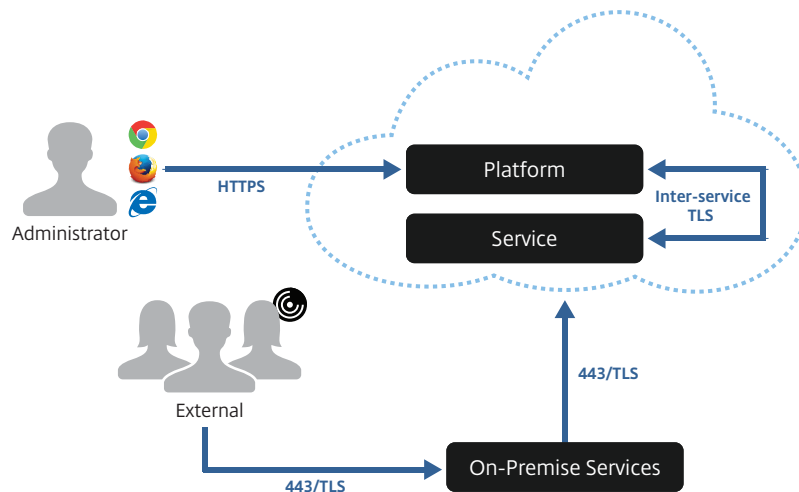 Platform
HTTPS
Inter-service
TLS
Service
Administrator
443/TLS
External
On-Premise Services
443/TLS